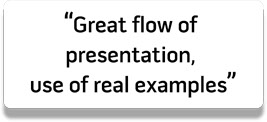 “Great flow of
presentation,
use of real examples”